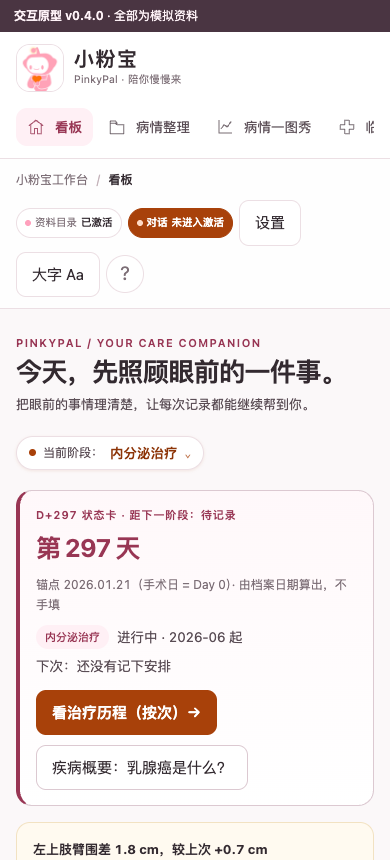 交互原型 v0.4.0 · 全部为模拟资料
小粉宝
PinkyPal · 陪你慢慢来
看板 病情整理 病情一图秀
小粉宝工作台 / 看板
资料目录 已激活 对话 未进入激活 设置
大字 Aa ?
PINKYPAL / YOUR CARE COMPANION
今天，先照顾眼前的一件事。
把眼前的事情理清楚，让每次记录都能继续帮到你。
当前阶段： 内分泌治疗
D+297 状态卡 · 距下一阶段：待记录
第 297 天
锚点 2026.01.21（手术日 = Day 0）· 由档案日期算出，不
手填
内分泌治疗 进行中 · 2026-06 起
下次：还没有记下安排
看治疗历程（按次）→
疾病概要：乳腺癌是什么？
左上肢臂围差 1.8 cm，较上次 +0.7 cm